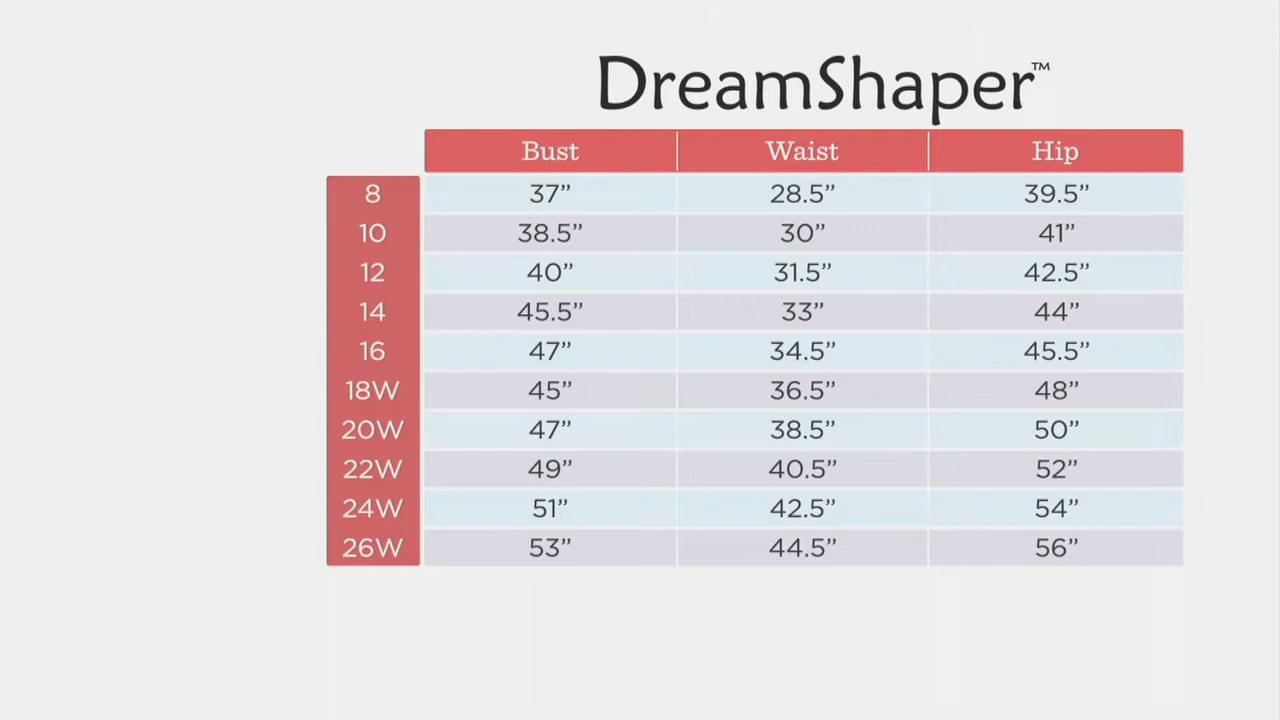 DreamShaper™
Bust Waist Hip
8 37” 28.5” 39.5”
10 38.5” 30” 41”
12 40” 31.5” 42.5”
14 45.5” 33” 44”
16 47” 34.5” 45.5”
18W 45” 36.5” 48”
20W 47” 38.5” 50”
22W 49” 40.5” 52”
24W 51” 42.5” 54”
26W 53” 44.5” 56”